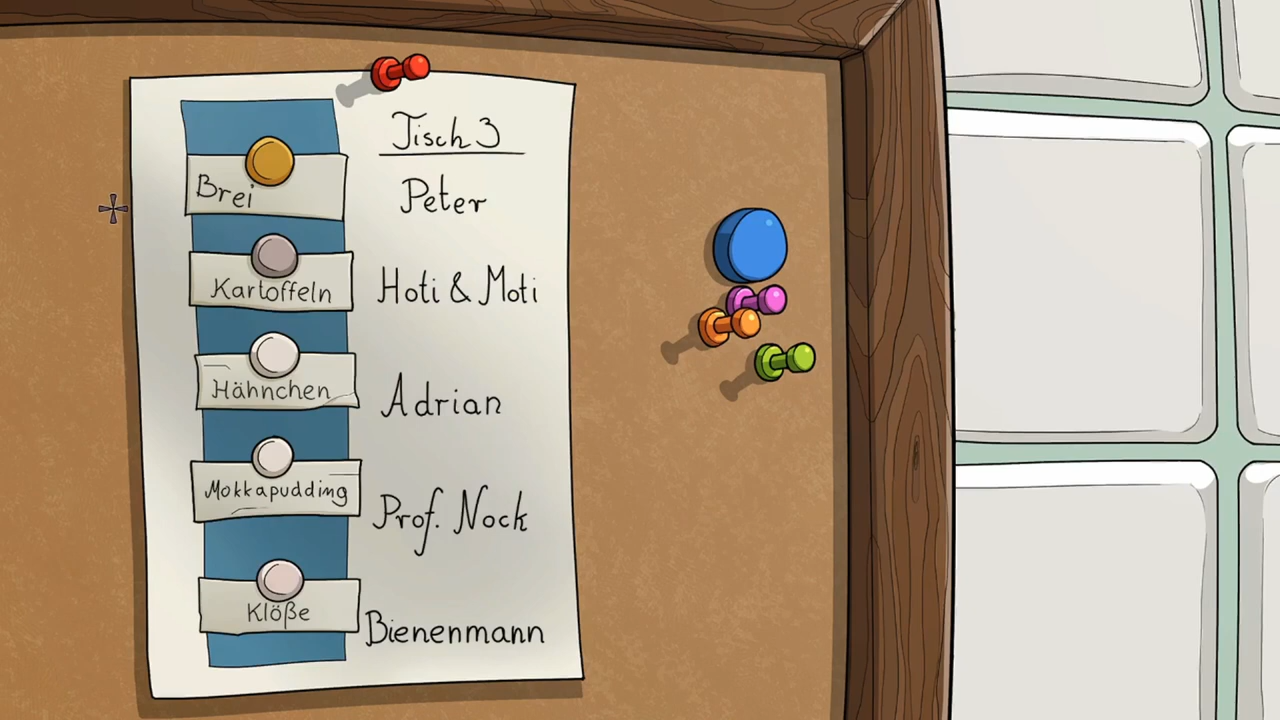 Tisch 3
Brei Peter
Kartoffeln Hoti & Moti
Hähnchen Adrian
Mokkapudding Prof. Nock
Klöße Bienenmann